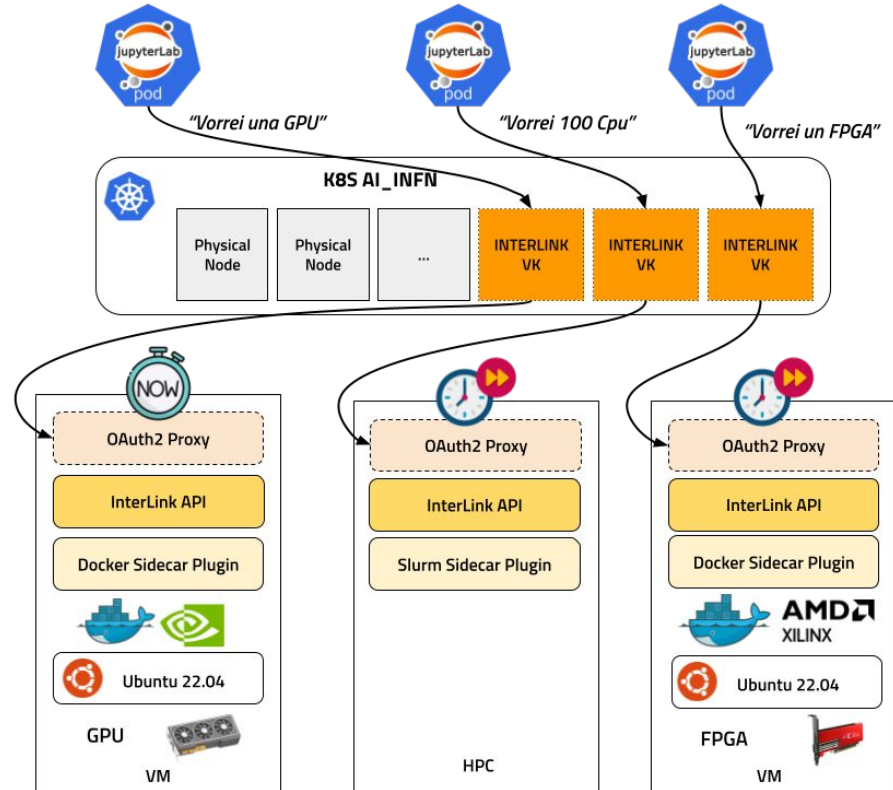 jupyterLab
pod
jupyterLab
pod
jupyterLab
pod
“Vorrei una GPU”
“Vorrei 100 Cpu”
“Vorrei un FPGA”
K8S AI_INFN
Physical
Node
Physical
Node
...
INTERLINK
VK
INTERLINK
VK
INTERLINK
VK
NOW
OAuth2 Proxy
InterLink API
Docker Sidecar Plugin
Ubuntu 22.04
GPU
VM
OAuth2 Proxy
InterLink API
Slurm Sidecar Plugin
HPC
OAuth2 Proxy
InterLink API
Docker Sidecar Plugin
AMD
XILINX
Ubuntu 22.04
FPGA
VM